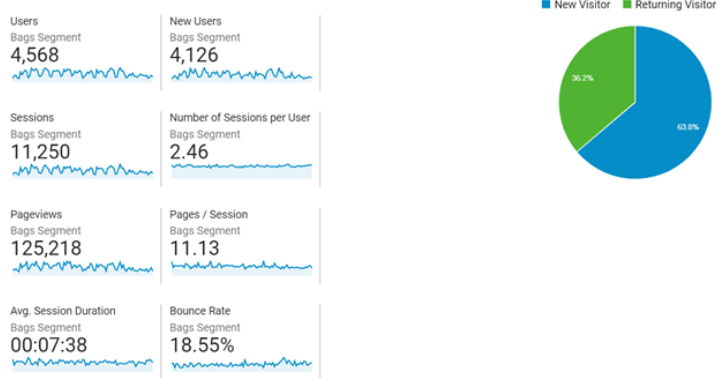 New Visitor
Returning Visitor
Users
Bags Segment
4,568
New Users
Bags Segment
4,126
Sessions
Bags Segment
11,250
Number of Sessions per User
Bags Segment
2.46
Pageviews
Bags Segment
125,218
Pages / Session
Bags Segment
11.13
Avg. Session Duration
Bags Segment
00:07:38
Bounce Rate
Bags Segment
18.55%
36.2%
63.8%